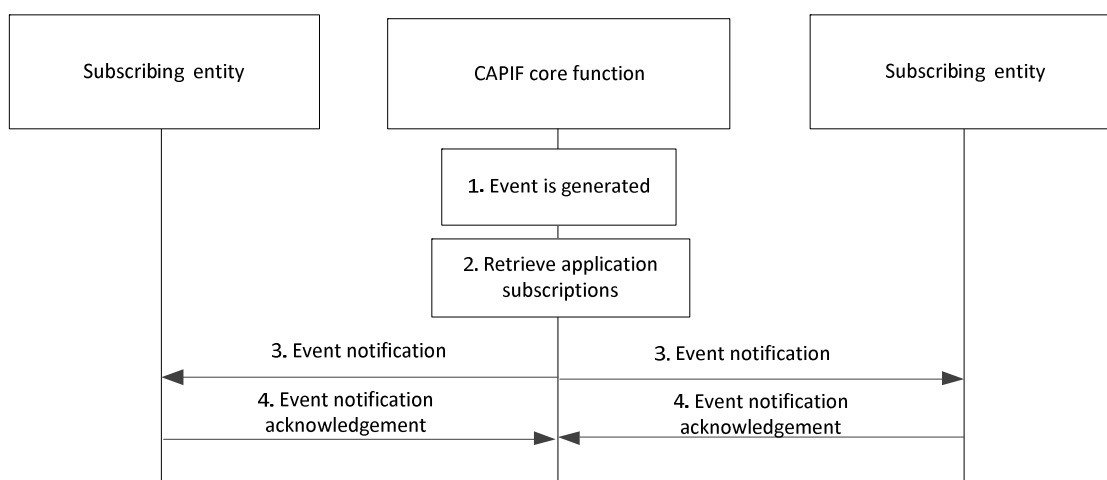 Subscribing entity
CAPIF core function
Subscribing entity
1. Event is generated
2. Retrieve application
subscriptions
3. Event notification
3. Event notification
4. Event notification
acknowledgement
4. Event notification
acknowledgement